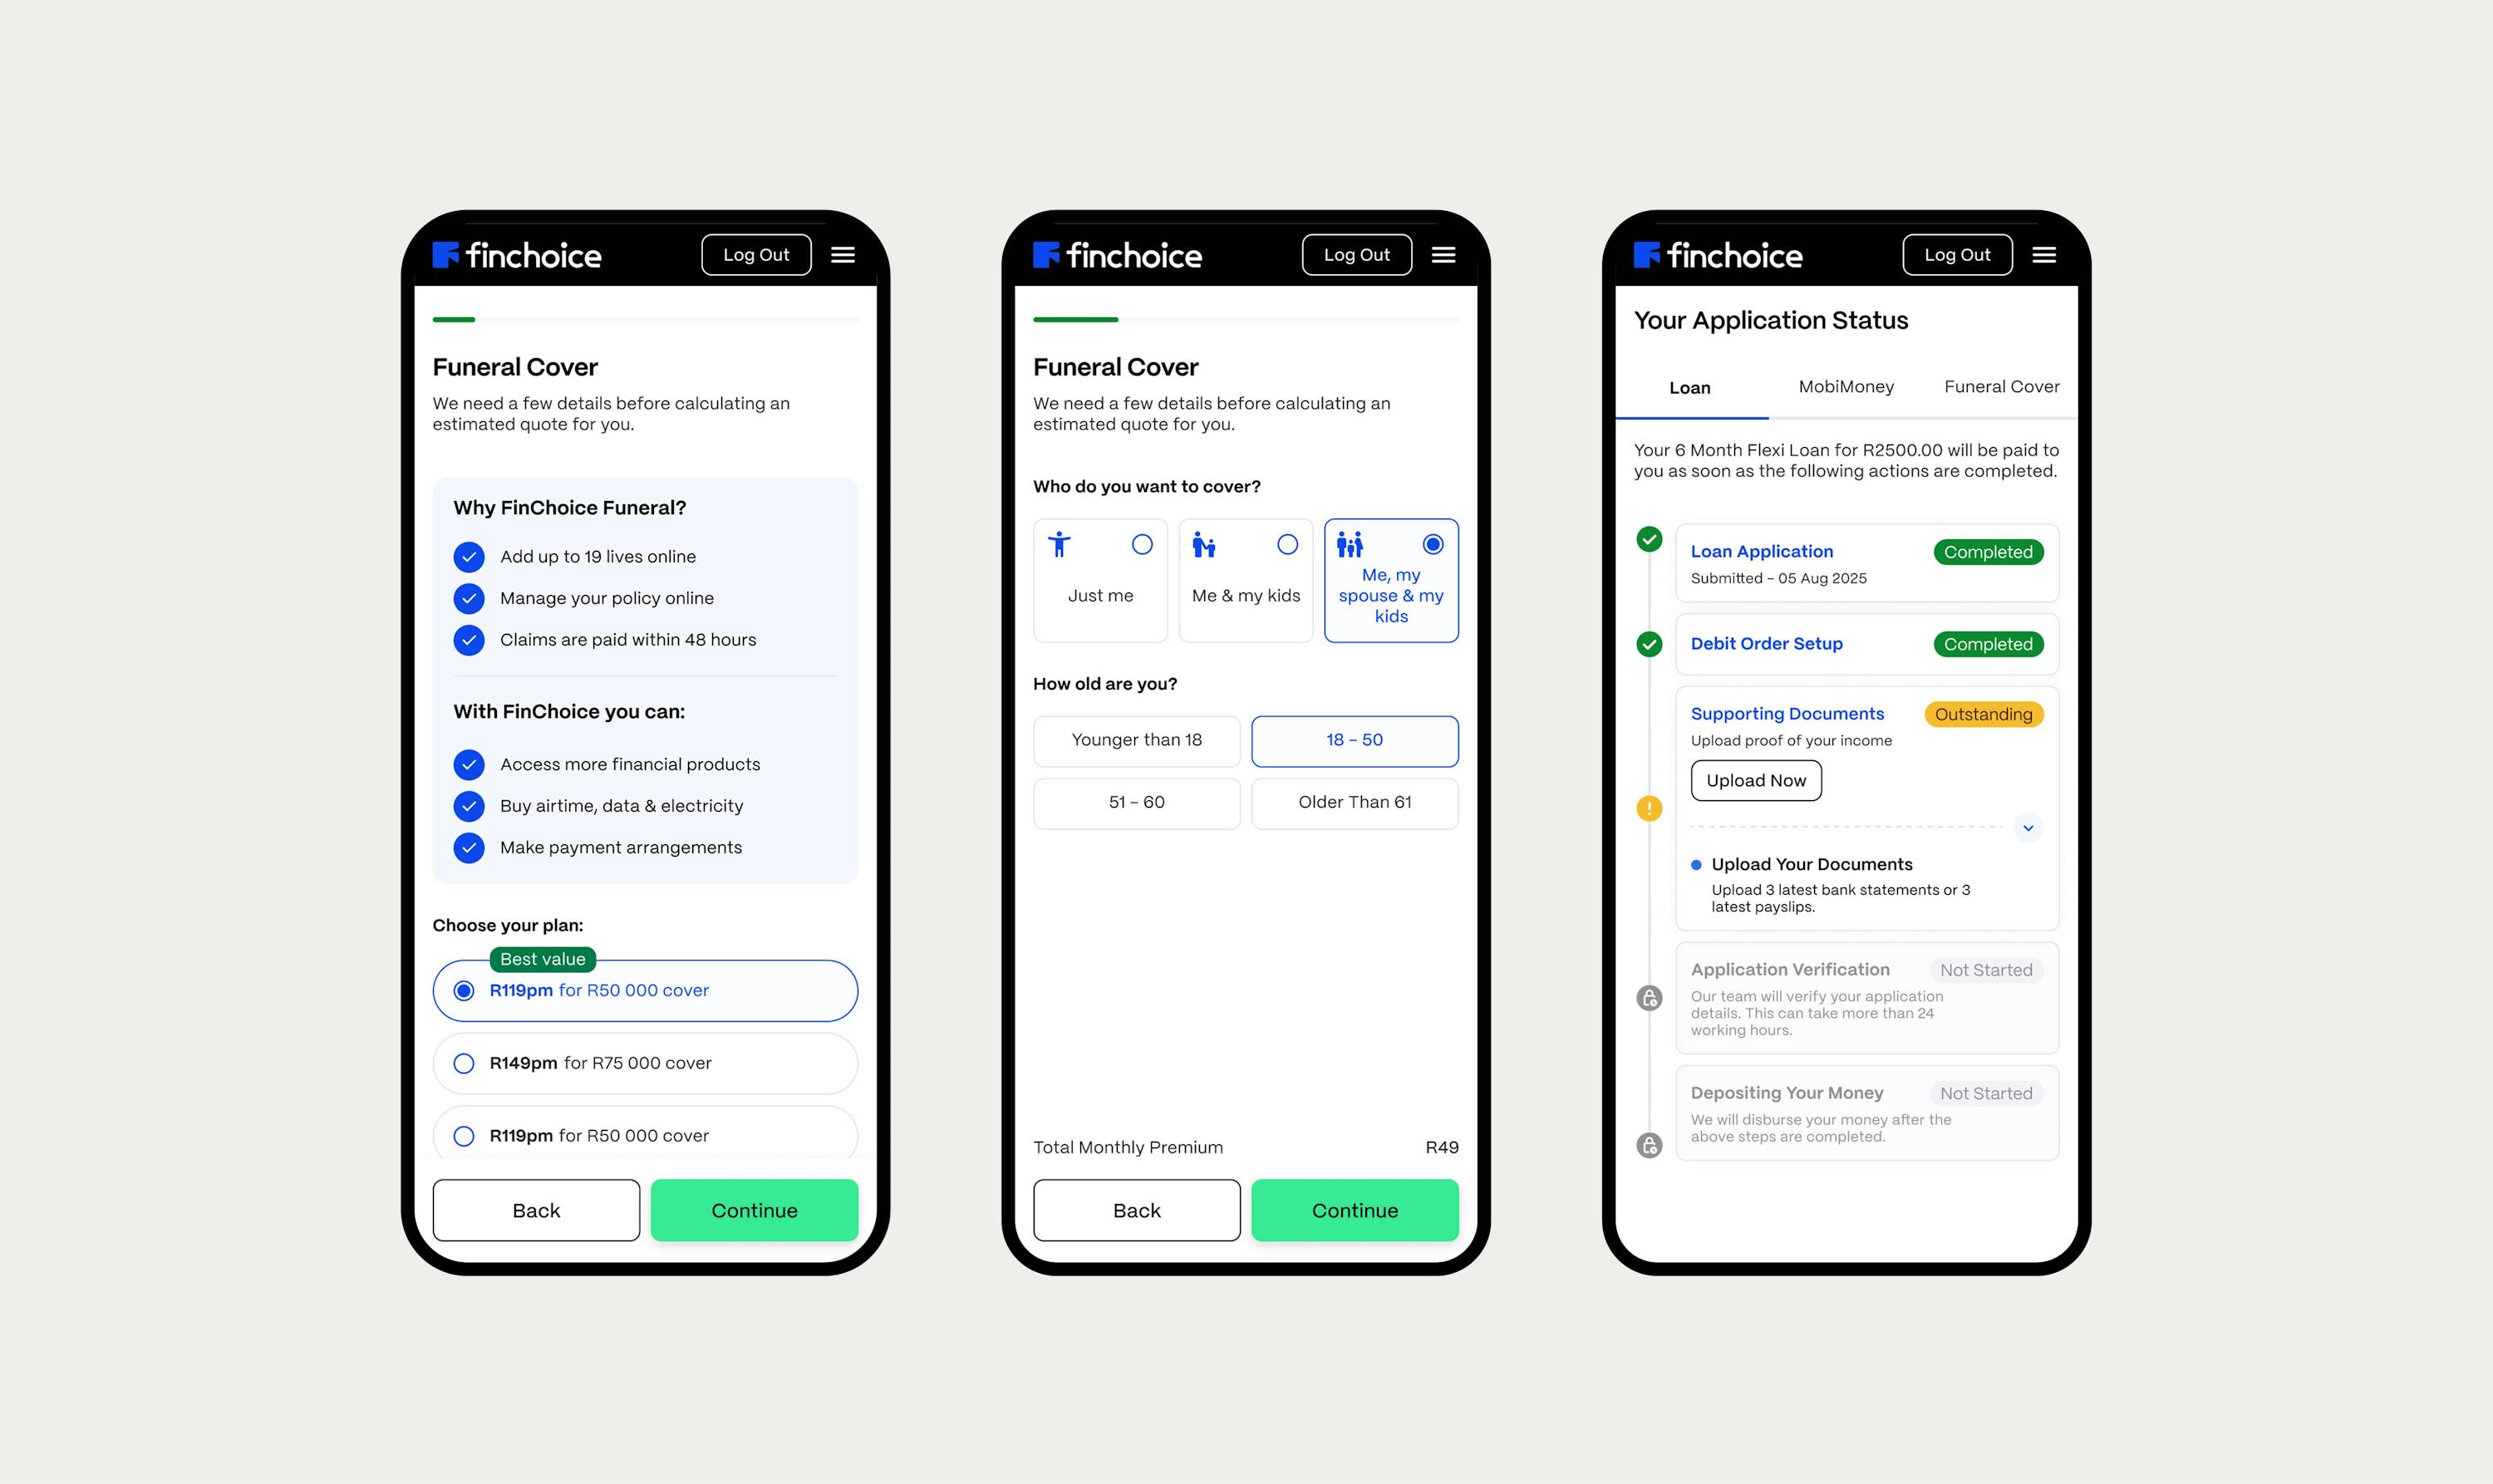 finchoice
Log Out
Funeral Cover
We need a few details before calculating an
estimated quote for you.
Why FinChoice Funeral?
Add up to 19 lives online
Manage your policy online
Claims are paid within 48 hours
With FinChoice you can:
Access more financial products
Buy airtime, data & electricity
Make payment arrangements
Choose your plan:
Best value
R119pm for R50 000 cover
R149pm for R75 000 cover
R119pm for R50 000 cover
Back
Continue
finchoice
Log Out
Funeral Cover
We need a few details before calculating an
estimated quote for you.
Who do you want to cover?
Just me
Me & my kids
Me, my
spouse & my
kids
How old are you?
Younger than 18
18 – 50
51 – 60
Older Than 61
Total Monthly Premium
R49
Back
Continue
finchoice
Log Out
Your Application Status
Loan
MobiMoney
Funeral Cover
Your 6 Month Flexi Loan for R2500.00 will be paid to
you as soon as the following actions are completed.
Loan Application
Completed
Submitted – 05 Aug 2025
Debit Order Setup
Completed
Supporting Documents
Outstanding
Upload proof of your income
Upload Now
Upload Your Documents
Upload 3 latest bank statements or 3
latest payslips.
Application Verification
Not Started
Our team will verify your application
details. This can take more than 24
working hours.
Depositing Your Money
Not Started
We will disburse your money after the
above steps are completed.